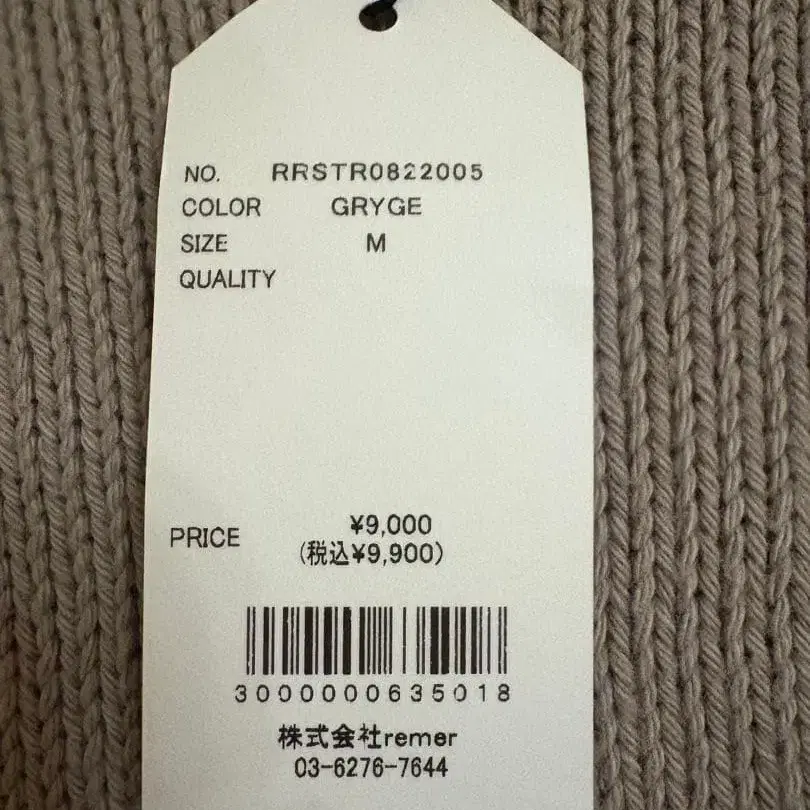 NO. RRSTR0822005
COLOR GRYGE
SIZE M
QUALITY
PRICE ¥9,000
(税込¥9,900)
3000000635018
株式会社remer
03-6276-7644